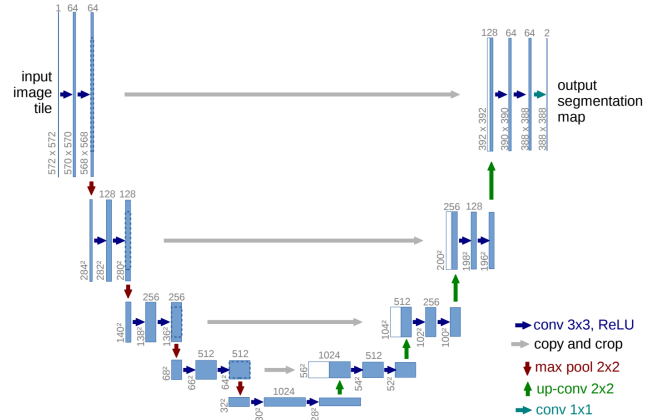 1 64 64
128 64 64 2
input
image
tile
output
segmentation
map
572 x 572
570 x 570
568 x 568
392 x 392
390 x 390
388 x 388
388 x 388
128 128
256 128
284²
282²
280²
200²
198²
196²
256 256
512 256
140²
138²
136²
104²
102²
100²
512 512
1024 512
68²
66²
64²
56²
54²
52²
1024
32²
28²
conv 3x3, ReLU
copy and crop
max pool 2x2
up-conv 2x2
conv 1x1